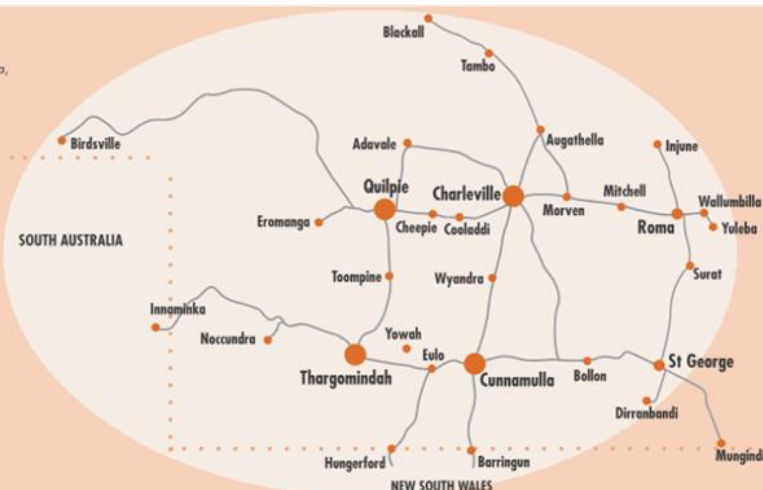 Blackall
Tambo
a,
Birdsville
Adavale
Augathella
Injune
Quilpie
Charleville
Mitchell
Wallumbilla
Eromanga
Cheepie
Cooladdi
Morven
Roma
Yuleba
SOUTH AUSTRALIA
Toompine
Wyandra
Surat
Innaminka
Noccundra
Yowah
Eulo
St George
Thargomindah
Cunnamulla
Bollon
Dirranbandi
Hungerford
Barringun
Mungindi
NEW SOUTH WALES